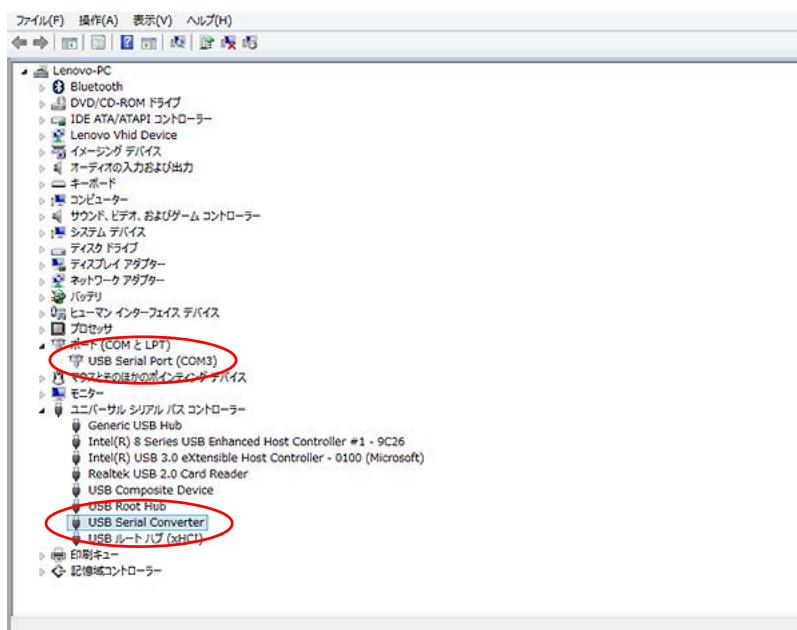 ファイル(F) 操作(A) 表示(V) ヘルプ(H)
Lenovo-PC
Bluetooth
DVD/CD-ROM ドライブ
IDE ATA/ATAPI コントローラー
Lenovo Vhid Device
イメージング デバイス
オーディオの入力および出力
キーボード
コンピューター
サウンド、ビデオ、およびゲーム コントローラー
システム デバイス
ディスク ドライブ
ディスプレイ アダプター
ネットワーク アダプター
バッテリ
ヒューマン インターフェイス デバイス
プロセッサ
ポート (COM と LPT)
USB Serial Port (COM3)
マウスとそのほかのポインティング デバイス
モニター
ユニバーサル シリアル バス コントローラー
Generic USB Hub
Intel(R) 8 Series USB Enhanced Host Controller #1 - 9C26
Intel(R) USB 3.0 eXtensible Host Controller - 0100 (Microsoft)
Realtek USB 2.0 Card Reader
USB Composite Device
USB Root Hub
USB Serial Converter
USB ルート ハブ (xHCI)
印刷キュー
記憶域コントローラー